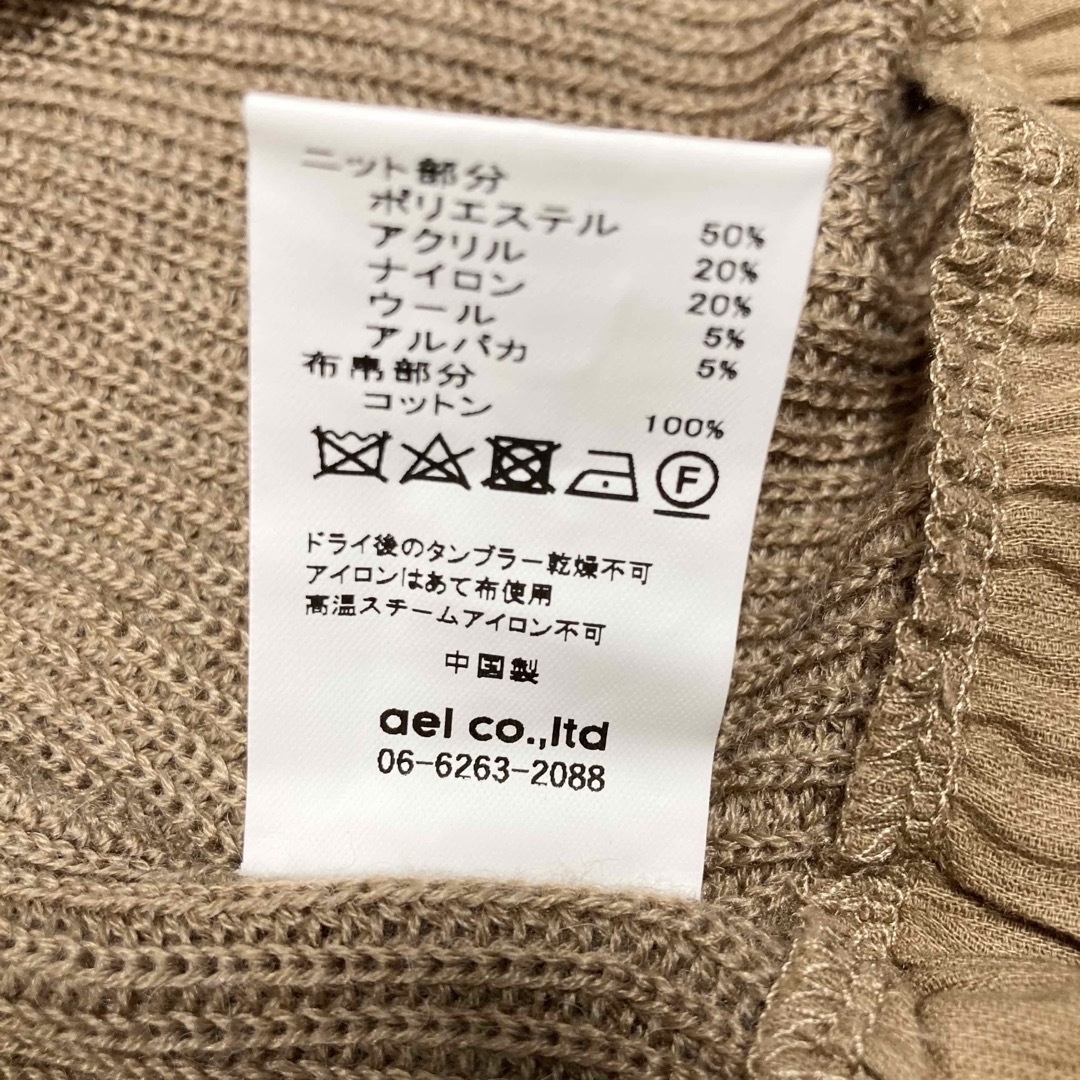 ニット部分
ポリエステル 50%
アクリル 20%
ナイロン 20%
ウール 5%
アルパカ 5%
布帛部分
コットン 100%
F
ドライ後のタンブラー乾燥不可
アイロンはあて布使用
高温スチームアイロン不可
中国製
ael co.,ltd
06-6263-2088